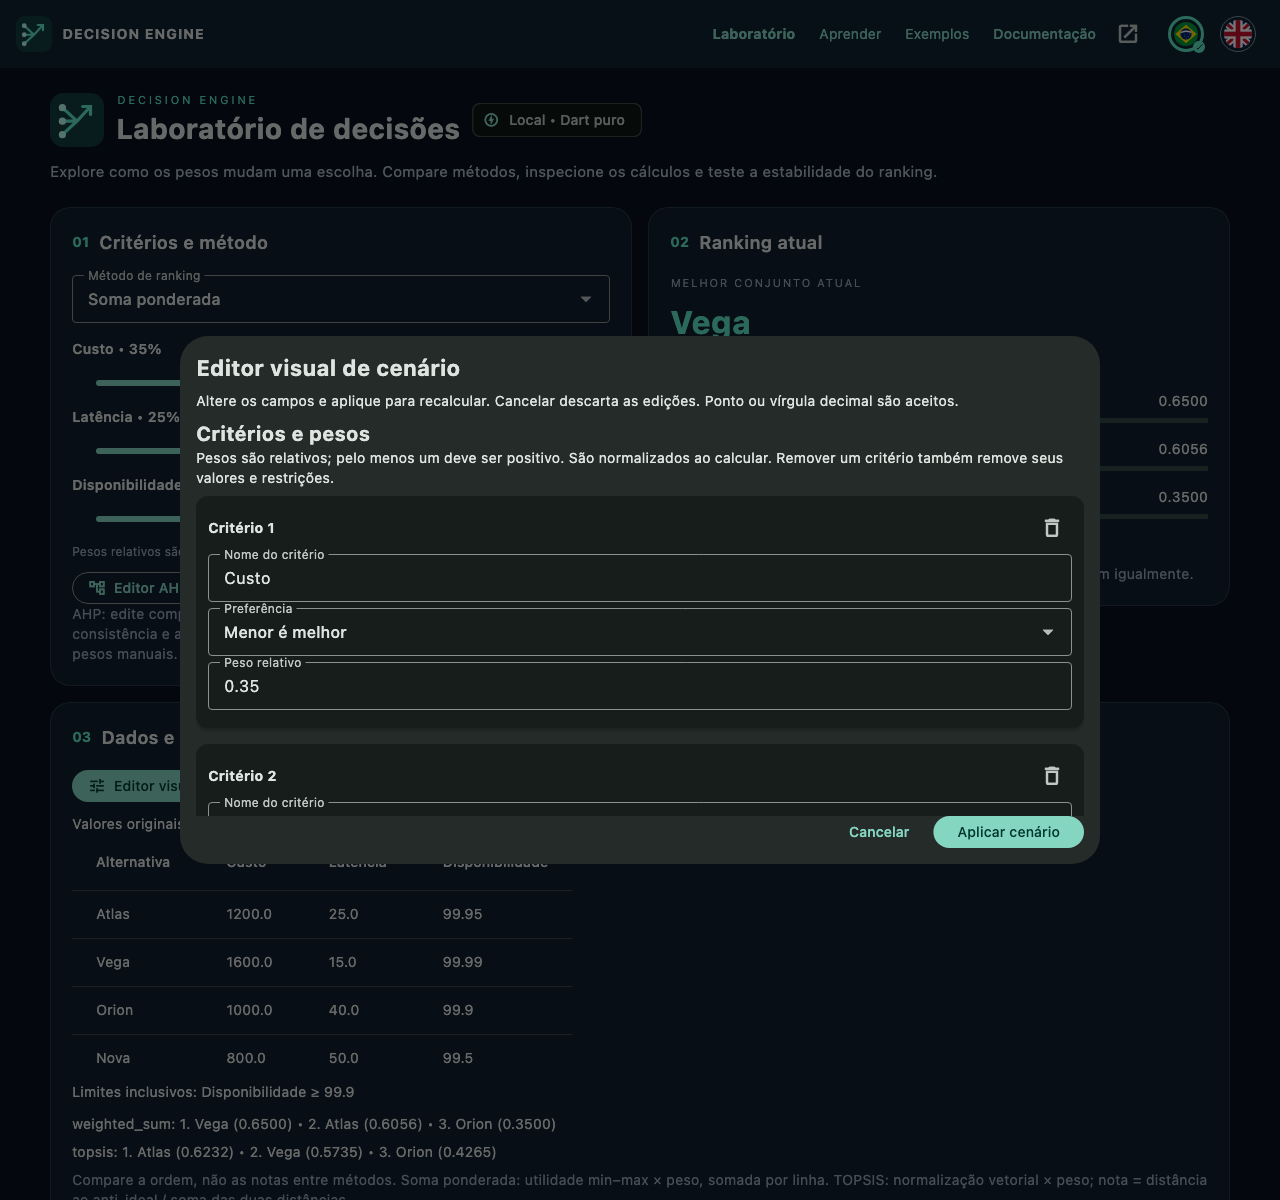 DECISION ENGINE
Laboratório
Aprender
Exemplos
Documentação
DECISION ENGINE
Laboratório de decisões
Local • Dart puro
Explore como os pesos mudam uma escolha. Compare métodos, inspecione os cálculos e teste a estabilidade do ranking.
01 Critérios e método
Método de ranking
Soma ponderada
Custo • 35%
Latência • 25%
Disponibilidade
Pesos relativos
Editor AH
AHP: edite
consistência e a
pesos manuais.
02 Ranking atual
MELHOR CONJUNTO ATUAL
Vega
0.6500
0.6056
0.3500
m igualmente.
Editor visual de cenário
Altere os campos e aplique para recalcular. Cancelar descarta as edições. Ponto ou vírgula decimal são aceitos.
Critérios e pesos
Pesos são relativos; pelo menos um deve ser positivo. São normalizados ao calcular. Remover um critério também remove seus
valores e restrições.
Critério 1
Nome do critério
Custo
Preferência
Menor é melhor
Peso relativo
0.35
Critério 2
Nome do critério
Cancelar
Aplicar cenário
03 Dados e
Editor
Valores originais
Alternativa Custo Latência Disponibilidade
Atlas 1200.0 25.0 99.95
Vega 1600.0 15.0 99.99
Orion 1000.0 40.0 99.9
Nova 800.0 50.0 99.5
Limites inclusivos: Disponibilidade ≥ 99.9
weighted_sum: 1. Vega (0.6500) • 2. Atlas (0.6056) • 3. Orion (0.3500)
topsis: 1. Atlas (0.6232) • 2. Vega (0.5735) • 3. Orion (0.4265)
Compare a ordem, não as notas entre métodos. Soma ponderada: utilidade min–max × peso, somada por linha. TOPSIS: normalização vetorial × peso; nota = distância
ao anti-ideal / soma das duas distâncias.